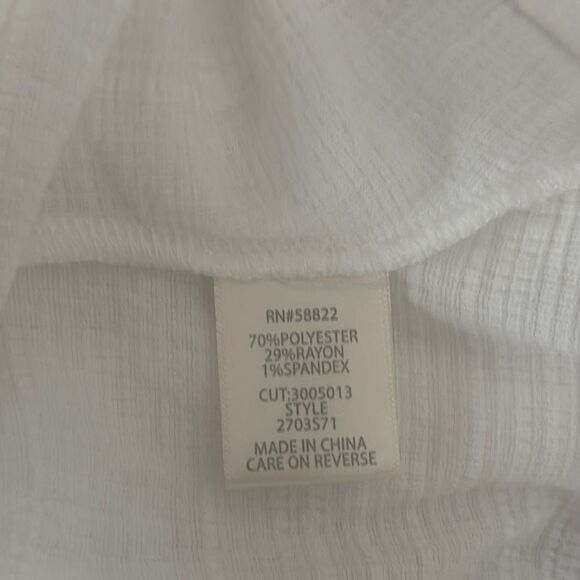 RN#58822
70%POLYESTER
29%RAYON
1%SPANDEX
CUT:3005013
STYLE
2703S71
MADE IN CHINA
CARE ON REVERSE